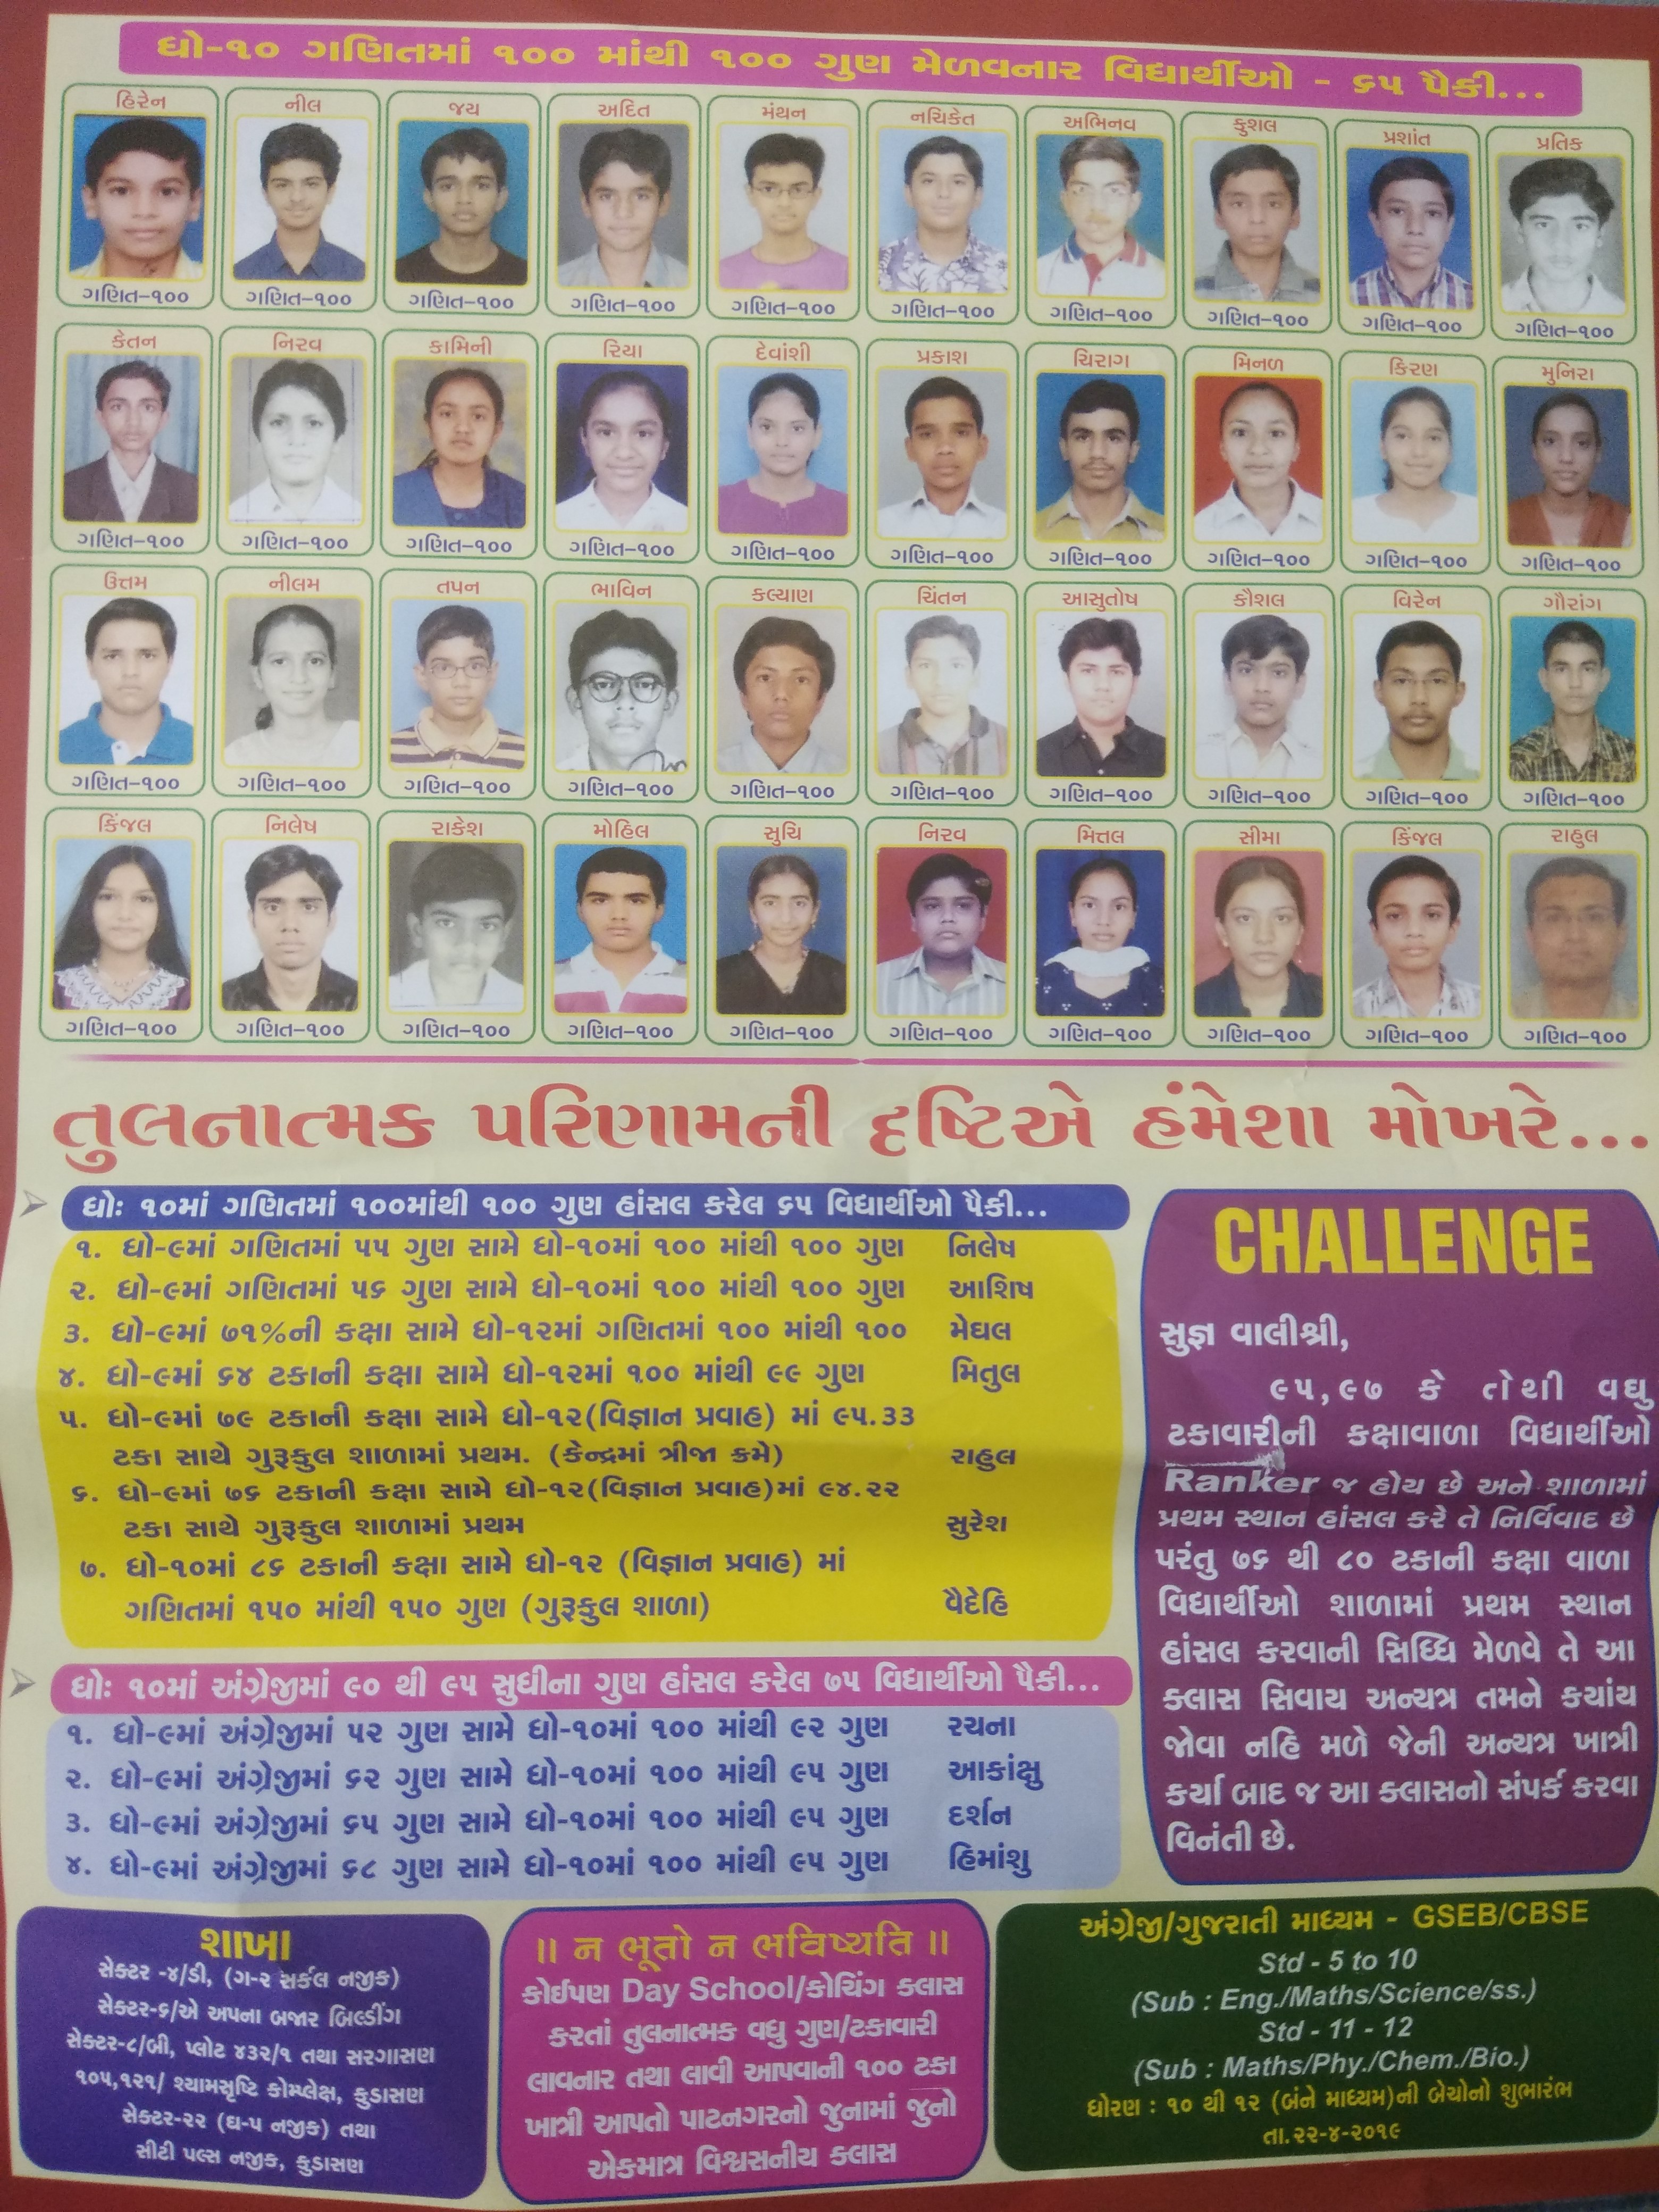 ધો-૧૦ ગણિતમાં ૧૦૦ માંથી ૧૦૦ ગુણ મેળવનાર વિદ્યાર્થીઓ - ૬૫ પૈકી...
હિરેન નીલ જય અદિત મંથન નચિકેત અભિનવ કુશલ પ્રશાંત પ્રતિક
ગણિત-૧૦૦ ગણિત-૧૦૦ ગણિત-૧૦૦ ગણિત-૧૦૦ ગણિત-૧૦૦ ગણિત-૧૦૦ ગણિત-૧૦૦ ગણિત-૧૦૦ ગણિત-૧૦૦ ગણિત-૧૦૦
કેતન નિરવ કામિની રિયા દેવાંશી પ્રકાશ ચિરાગ મિનળ કિરણ મુનિરા
ગણિત-૧૦૦ ગણિત-૧૦૦ ગણિત-૧૦૦ ગણિત-૧૦૦ ગણિત-૧૦૦ ગણિત-૧૦૦ ગણિત-૧૦૦ ગણિત-૧૦૦ ગણિત-૧૦૦ ગણિત-૧૦૦
ઉત્તમ નીલમ તપન ભાવિન કલ્યાણ ચિંતન આસુતોષ કૌશલ વિરેન ગૌરાંગ
ગણિત-૧૦૦ ગણિત-૧૦૦ ગણિત-૧૦૦ ગણિત-૧૦૦ ગણિત-૧૦૦ ગણિત-૧૦૦ ગણિત-૧૦૦ ગણિત-૧૦૦ ગણિત-૧૦૦ ગણિત-૧૦૦
કિંજલ નિલેષ રાકેશ મોહિલ સુચિ નિરવ મિત્તલ સીમા કિંજલ રાહુલ
ગણિત-૧૦૦ ગણિત-૧૦૦ ગણિત-૧૦૦ ગણિત-૧૦૦ ગણિત-૧૦૦ ગણિત-૧૦૦ ગણિત-૧૦૦ ગણિત-૧૦૦ ગણિત-૧૦૦ ગણિત-૧૦૦
તુલનાત્મક પરિણામની દૃષ્ટિએ હંમેશા મોખરે...
ધો: ૧૦માં ગણિતમાં ૧૦૦માંથી ૧૦૦ ગુણ હાંસલ કરેલ ૬૫ વિદ્યાર્થીઓ પૈકી...
૧. ધો-૯માં ગણિતમાં ૫૫ ગુણ સામે ધો-૧૦માં ૧૦૦ માંથી ૧૦૦ ગુણ નિલેષ
૨. ધો-૯માં ગણિતમાં ૫૬ ગુણ સામે ધો-૧૦માં ૧૦૦ માંથી ૧૦૦ ગુણ આશિષ
૩. ધો-૯માં ૭૧%ની કક્ષા સામે ધો-૧૨માં ગણિતમાં ૧૦૦ માંથી ૧૦૦ મેઘલ
૪. ધો-૯માં ૬૪ ટકાની કક્ષા સામે ધો-૧૨માં ૧૦૦ માંથી ૯૯ ગુણ મિતુલ
૫. ધો-૯માં ૭૯ ટકાની કક્ષા સામે ધો-૧૨(વિજ્ઞાન પ્રવાહ) માં ૯૫.33
ટકા સાથે ગુરૂકુલ શાળામાં પ્રથમ. (કેન્દ્રમાં ત્રીજા ક્રમે) રાહુલ
૬. ધો-૯માં ૭૬ ટકાની કક્ષા સામે ધો-૧૨(વિજ્ઞાન પ્રવાહ)માં ૯૪.૨૨
ટકા સાથે ગુરૂકુલ શાળામાં પ્રથમ સુરેશ
૭. ધો-૧૦માં ૮૬ ટકાની કક્ષા સામે ધો-૧૨ (વિજ્ઞાન પ્રવાહ) માં
ગણિતમાં ૧૫૦ માંથી ૧૫૦ ગુણ (ગુરૂકુલ શાળા) વૈદેહિ
ધો: ૧૦માં અંગ્રેજીમાં ૯૦ થી ૯૫ સુધીના ગુણ હાંસલ કરેલ ૭૫ વિદ્યાર્થીઓ પૈકી...
૧. ધો-૯માં અંગ્રેજીમાં ૫૨ ગુણ સામે ધો-૧૦માં ૧૦૦ માંથી ૯૨ ગુણ રચના
૨. ધો-૯માં અંગ્રેજીમાં ૬૨ ગુણ સામે ધો-૧૦માં ૧૦૦ માંથી ૯૫ ગુણ આકાંક્ષુ
૩. ધો-૯માં અંગ્રેજીમાં ૬૫ ગુણ સામે ધો-૧૦માં ૧૦૦ માંથી ૯૫ ગુણ દર્શન
૪. ધો-૯માં અંગ્રેજીમાં ૬૮ ગુણ સામે ધો-૧૦માં ૧૦૦ માંથી ૯૫ ગુણ હિમાંશુ
CHALLENGE
સુજ્ઞ વાલીશ્રી,
૯૫,૯૭ કે તેથી વધુ
ટકાવારીની કક્ષાવાળા વિદ્યાર્થીઓ
Ranker જ હોય છે અને શાળામાં
પ્રથમ સ્થાન હાંસલ કરે તે નિર્વિવાદ છે
પરંતુ ૭૬ થી ૮૦ ટકાની કક્ષા વાળા
વિદ્યાર્થીઓ શાળામાં પ્રથમ સ્થાન
હાંસલ કરવાની સિધ્ધિ મેળવે તે આ
ક્લાસ સિવાય અન્યત્ર તમને કયાંય
જોવા નહિ મળે જેની અન્યત્ર ખાત્રી
કર્યા બાદ જ આ ક્લાસનો સંપર્ક કરવા
વિનંતી છે.
શાખા
સેક્ટર -૪/ડી, (ગ-૨ સર્કલ નજીક)
સેક્ટર-૬/એ અપના બજાર બિલ્ડીંગ
સેક્ટર-૮/બી, પ્લોટ ૪૩૨/૧ તથા સરગાસણ
૧૦૫,૧૨૧/ શ્યામસૃષ્ટિ કોમ્પ્લેક્ષ, કુડાસણ
સેક્ટર-૨૨ (ઘ-૫ નજીક) તથા
સીટી પલ્સ નજીક, કુડાસણ
॥ ન ભૂતો ન ભવિષ્યતિ ॥
કોઈપણ Day School/કોચિંગ ક્લાસ
કરતાં તુલનાત્મક વધુ ગુણ/ટકાવારી
લાવનાર તથા લાવી આપવાની ૧૦૦ ટકા
ખાત્રી આપતો પાટનગરનો જુનામાં જુનો
એકમાત્ર વિશ્વસનીય ક્લાસ
અંગ્રેજી/ગુજરાતી માધ્યમ - GSEB/CBSE
Std - 5 to 10
(Sub : Eng./Maths/Science/ss.)
Std - 11 - 12
(Sub : Maths/Phy./Chem./Bio.)
ધોરણ : ૧૦ થી ૧૨ (બંને માધ્યમ)ની બેચોનો શુભારંભ
તા.૨૨-૪-૨૦૧૯